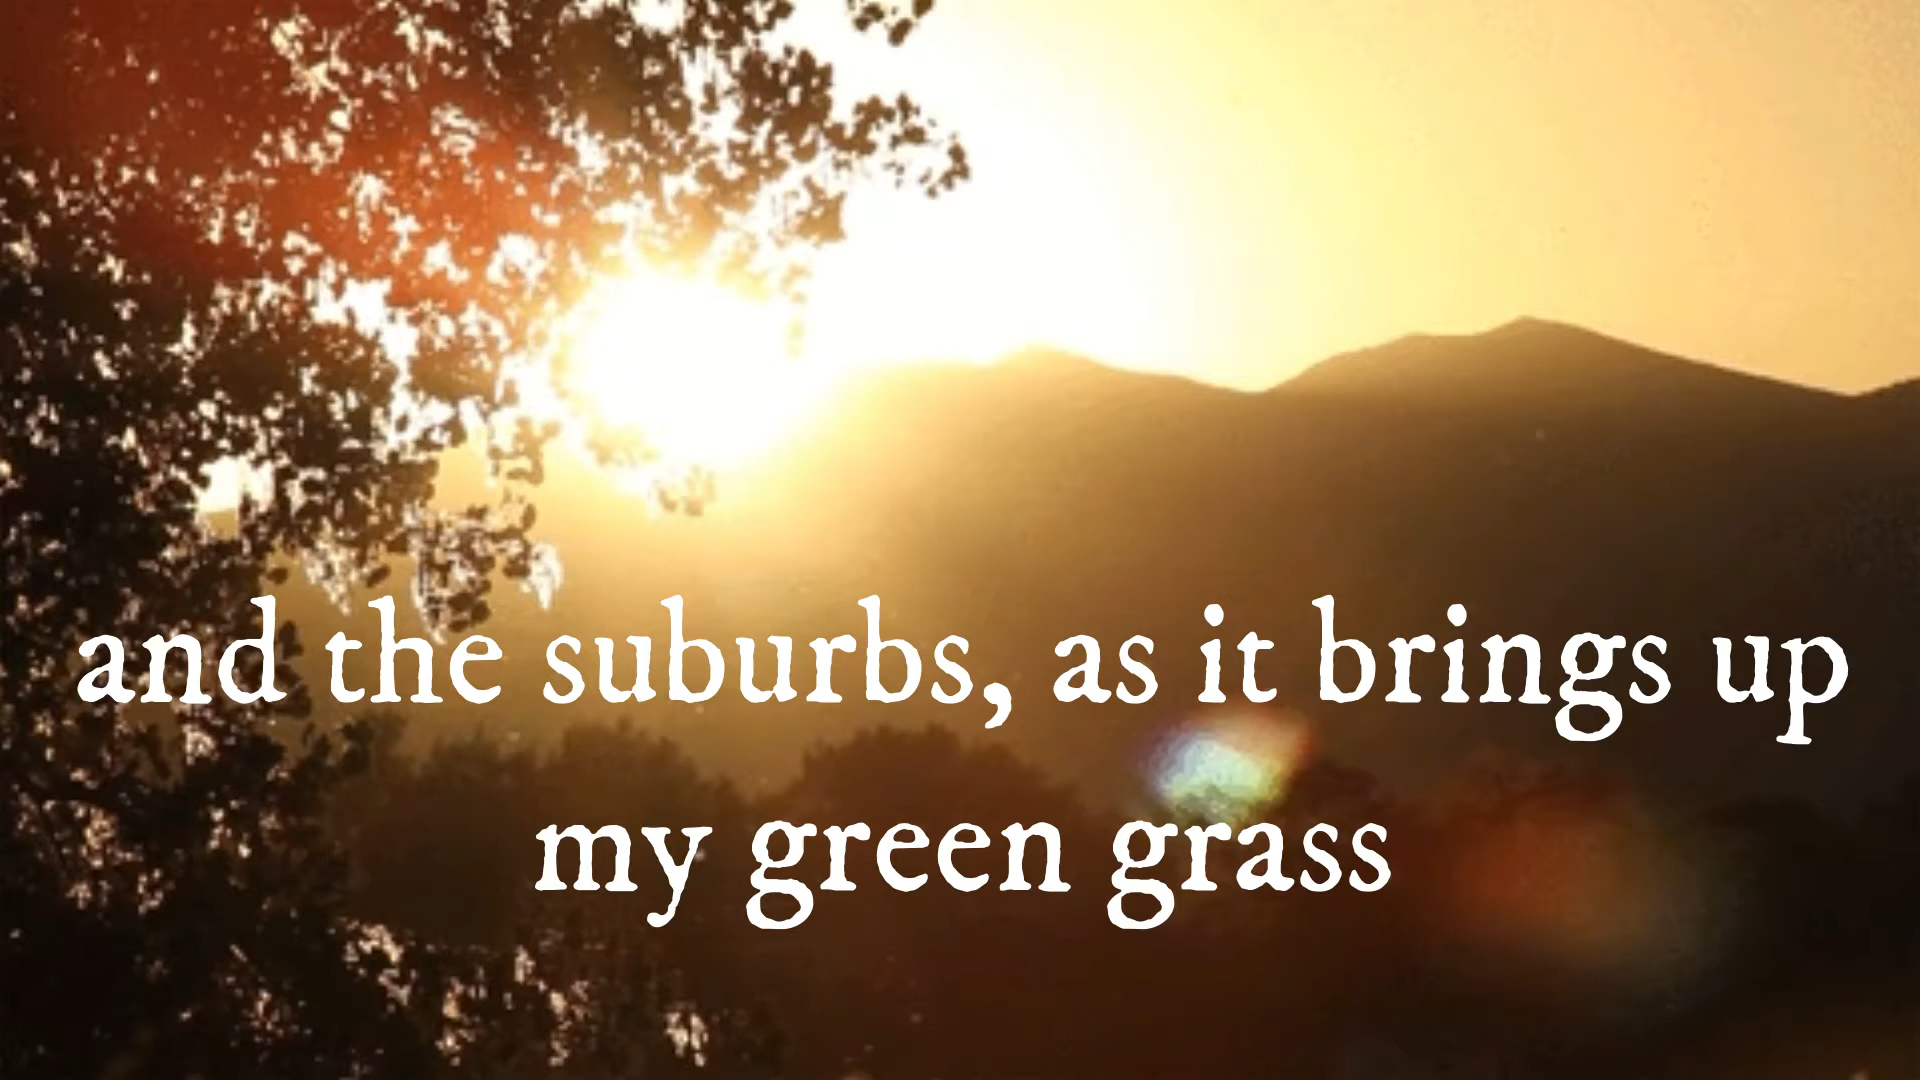 and the suburbs, as it brings up
my green grass